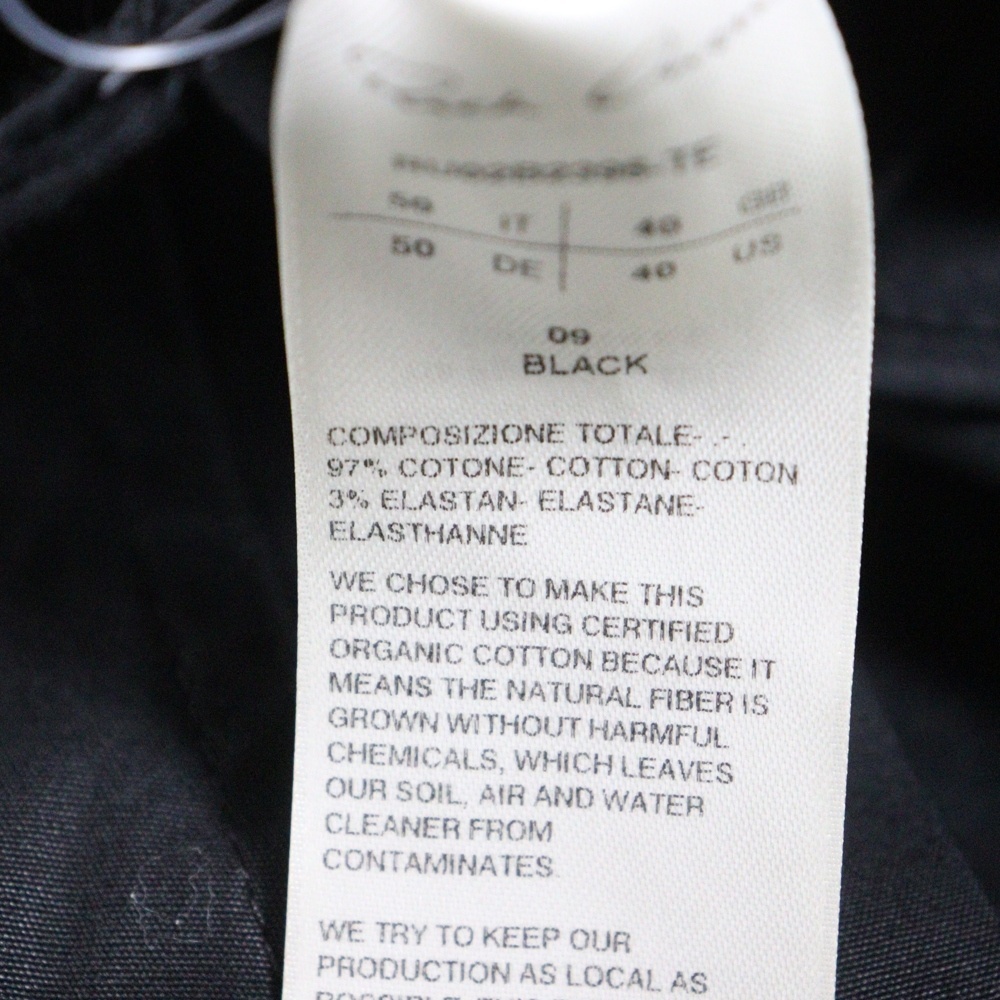 50 IT 40 GB
50 DE 40 US
09
BLACK
COMPOSIZIONE TOTALE- .- .
97% COTONE- COTTON- COTON
3% ELASTAN- ELASTANE-
ELASTHANNE
WE CHOSE TO MAKE THIS
PRODUCT USING CERTIFIED
ORGANIC COTTON BECAUSE IT
MEANS THE NATURAL FIBER IS
GROWN WITHOUT HARMFUL
CHEMICALS, WHICH LEAVES
OUR SOIL, AIR AND WATER
CLEANER FROM
CONTAMINATES.
WE TRY TO KEEP OUR
PRODUCTION AS LOCAL AS